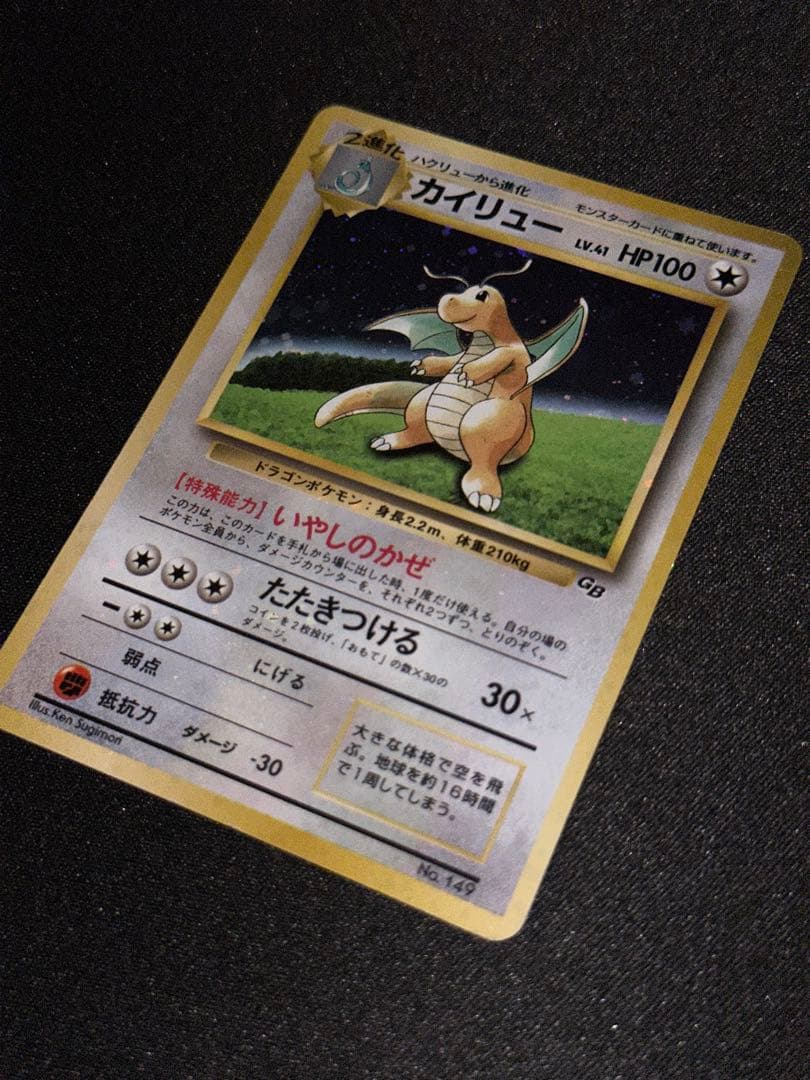 2進化 ハクリューから進化 モンスターカードに重ねて使います。
カイリュー LV.41 HP100
ドラゴンポケモン：身長2.2m、体重210kg
GB
【特殊能力】いやしのかぜ
この力は、このカードを手札から場に出した時、1度だけ使える。自分の場の
ポケモン全員から、ダメージカウンターを、それぞれ2つずつ、とりのぞく。
たたきつける 30×
コインを2枚投げ、「おもて」の数×30の
ダメージ。
弱点 にげる
抵抗力 ダメージ -30
Illus. Ken Sugimori
大きな体格で空を飛
ぶ。地球を約16時間
で1周してしまう。
No.149